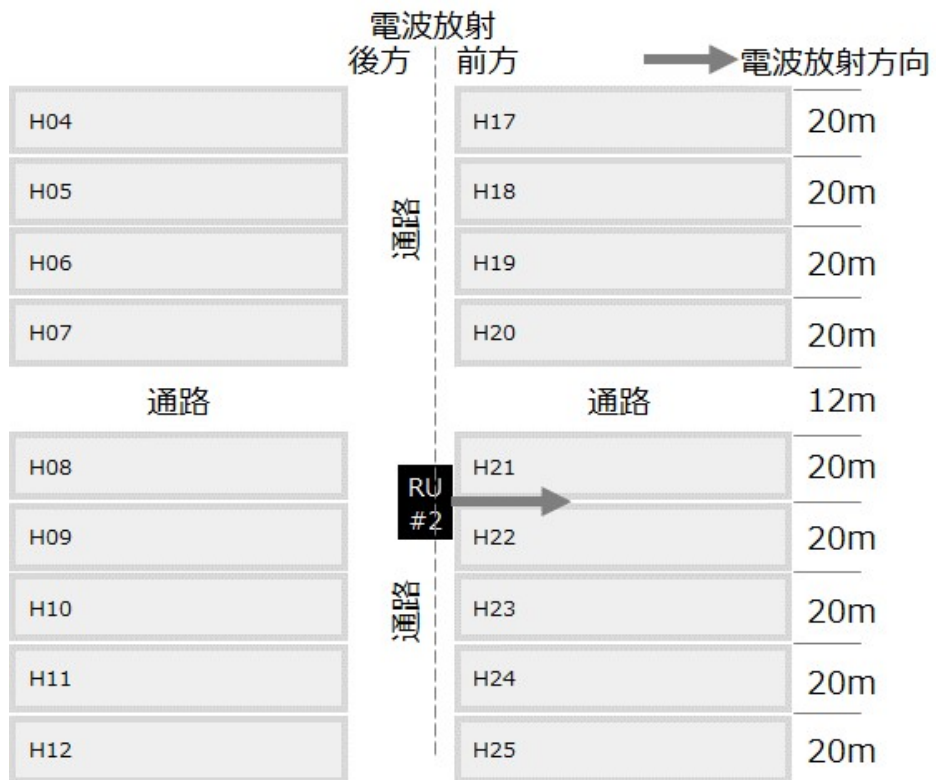 電波放射
後方 前方 電波放射方向
H04 H17 20m
H05 H18 20m
通路
H06 H19 20m
H07 H20 20m
通路 通路 12m
H08 H21 20m
RU
#2
H09 H22 20m
H10 H23 20m
通路
H11 H24 20m
H12 H25 20m